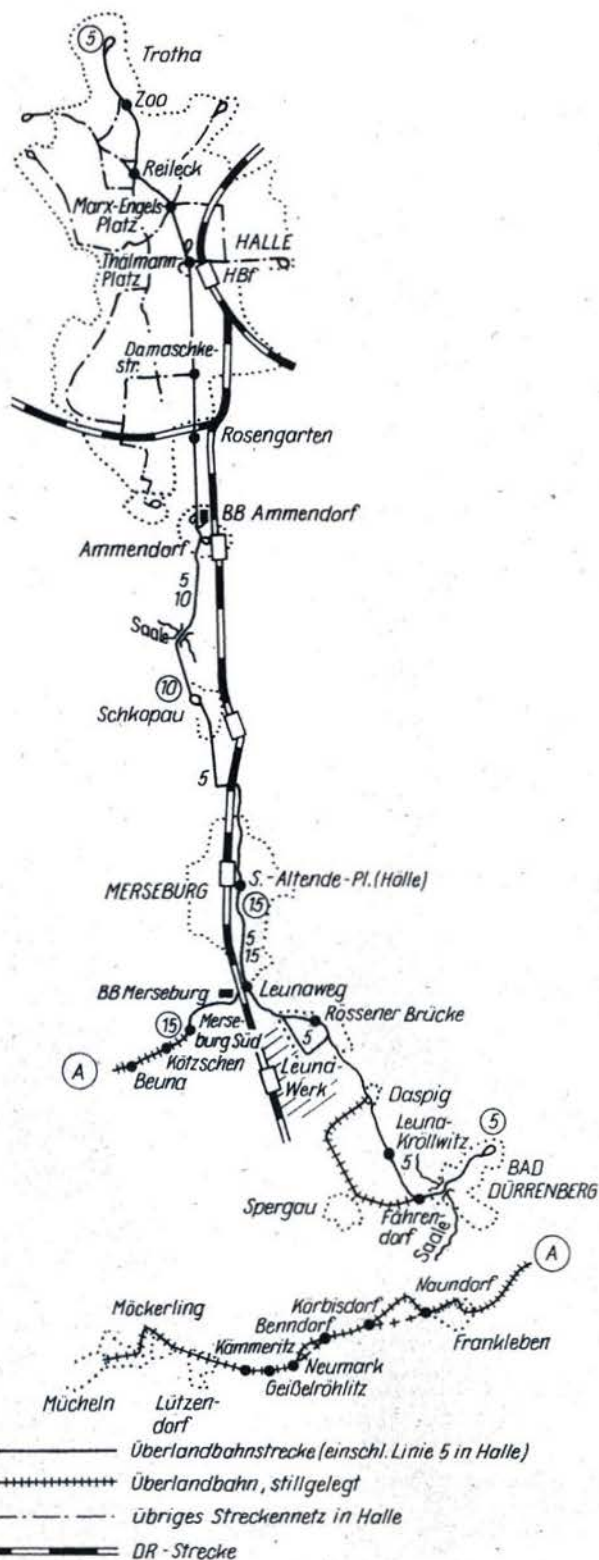 5
Trotha
Zoo
Reileck
Marx-Engels
Platz
HALLE
Thälmann
Platz
HBf
Damaschke-
str.
Rosengarten
BB Ammendorf
Ammendorf
5
10
Saale
10
Schkopau
5
MERSEBURG
S.-Altende-Pl.(Hölle)
15
5
15
BB Merseburg
Leunaweg
Rössener Brücke
15
Merse-
burg Süd
5
Kötzschen
A
Beuna
Leuna
Werk
Daspig
Leuna-
Kröllwitz
5
5
BAD
DÜRRENBERG
Spergau
Fähren-
dorf
Saale
A
Naundorf
Möckerling
Körbisdorf
Benndorf
Kämmeritz
Frankleben
Neumark
Geißelröhlitz
Mücheln
Lützen-
dorf
Überlandbahnstrecke (einschl. Linie 5 in Halle)
Überlandbahn, stillgelegt
übriges Streckennetz in Halle
DR-Strecke